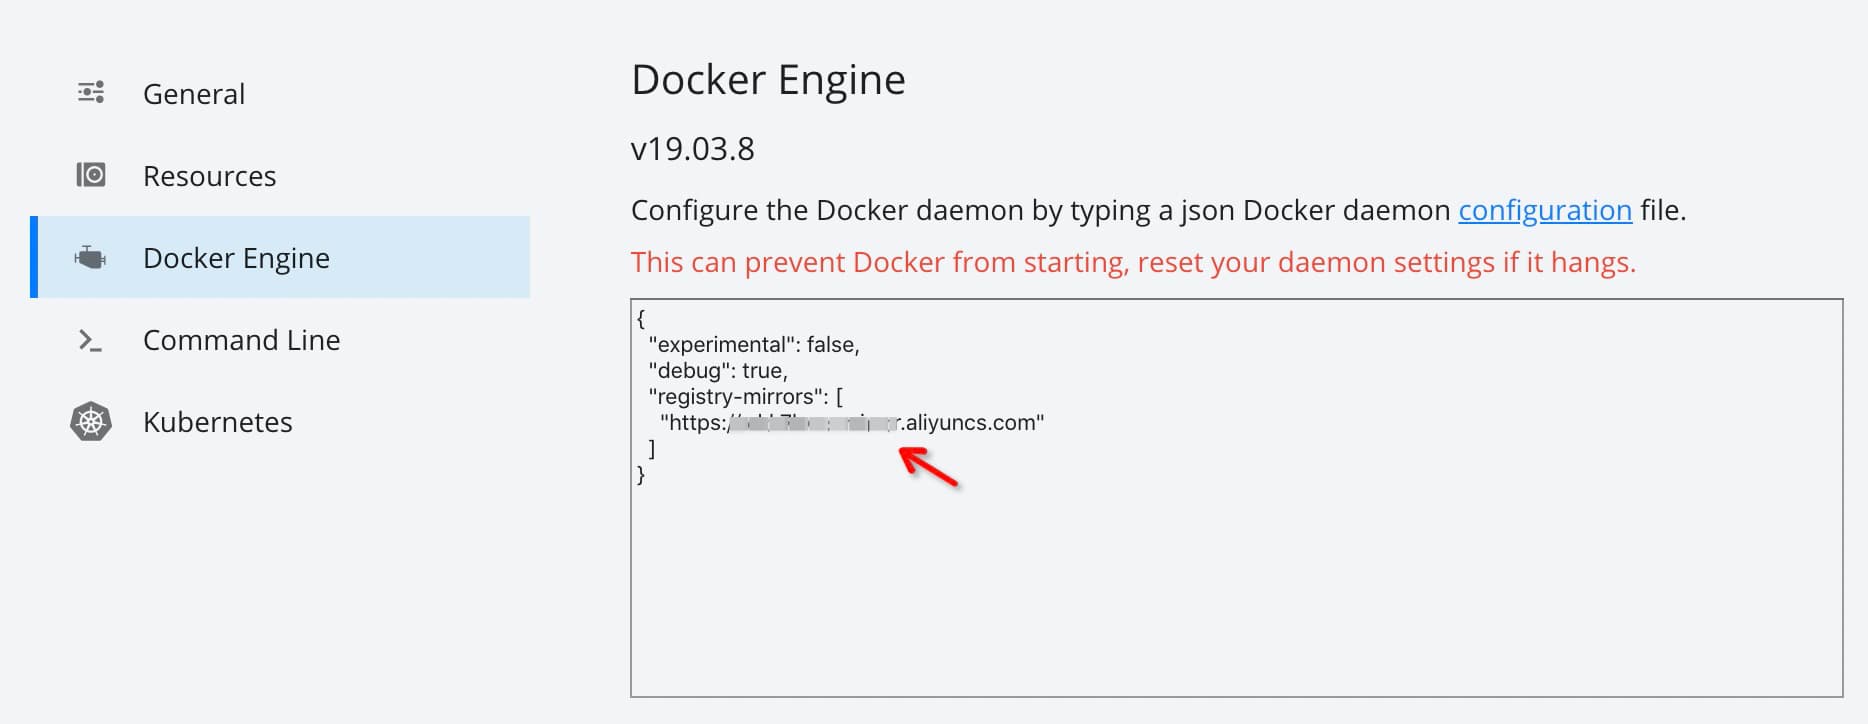 General
Resources
Docker Engine
Command Line
Kubernetes
Docker Engine
v19.03.8
Configure the Docker daemon by typing a json Docker daemon configuration file.
This can prevent Docker from starting, reset your daemon settings if it hangs.
{
"experimental": false,
"debug": true,
"registry-mirrors": [
"https:/ .aliyuncs.com"
]
}